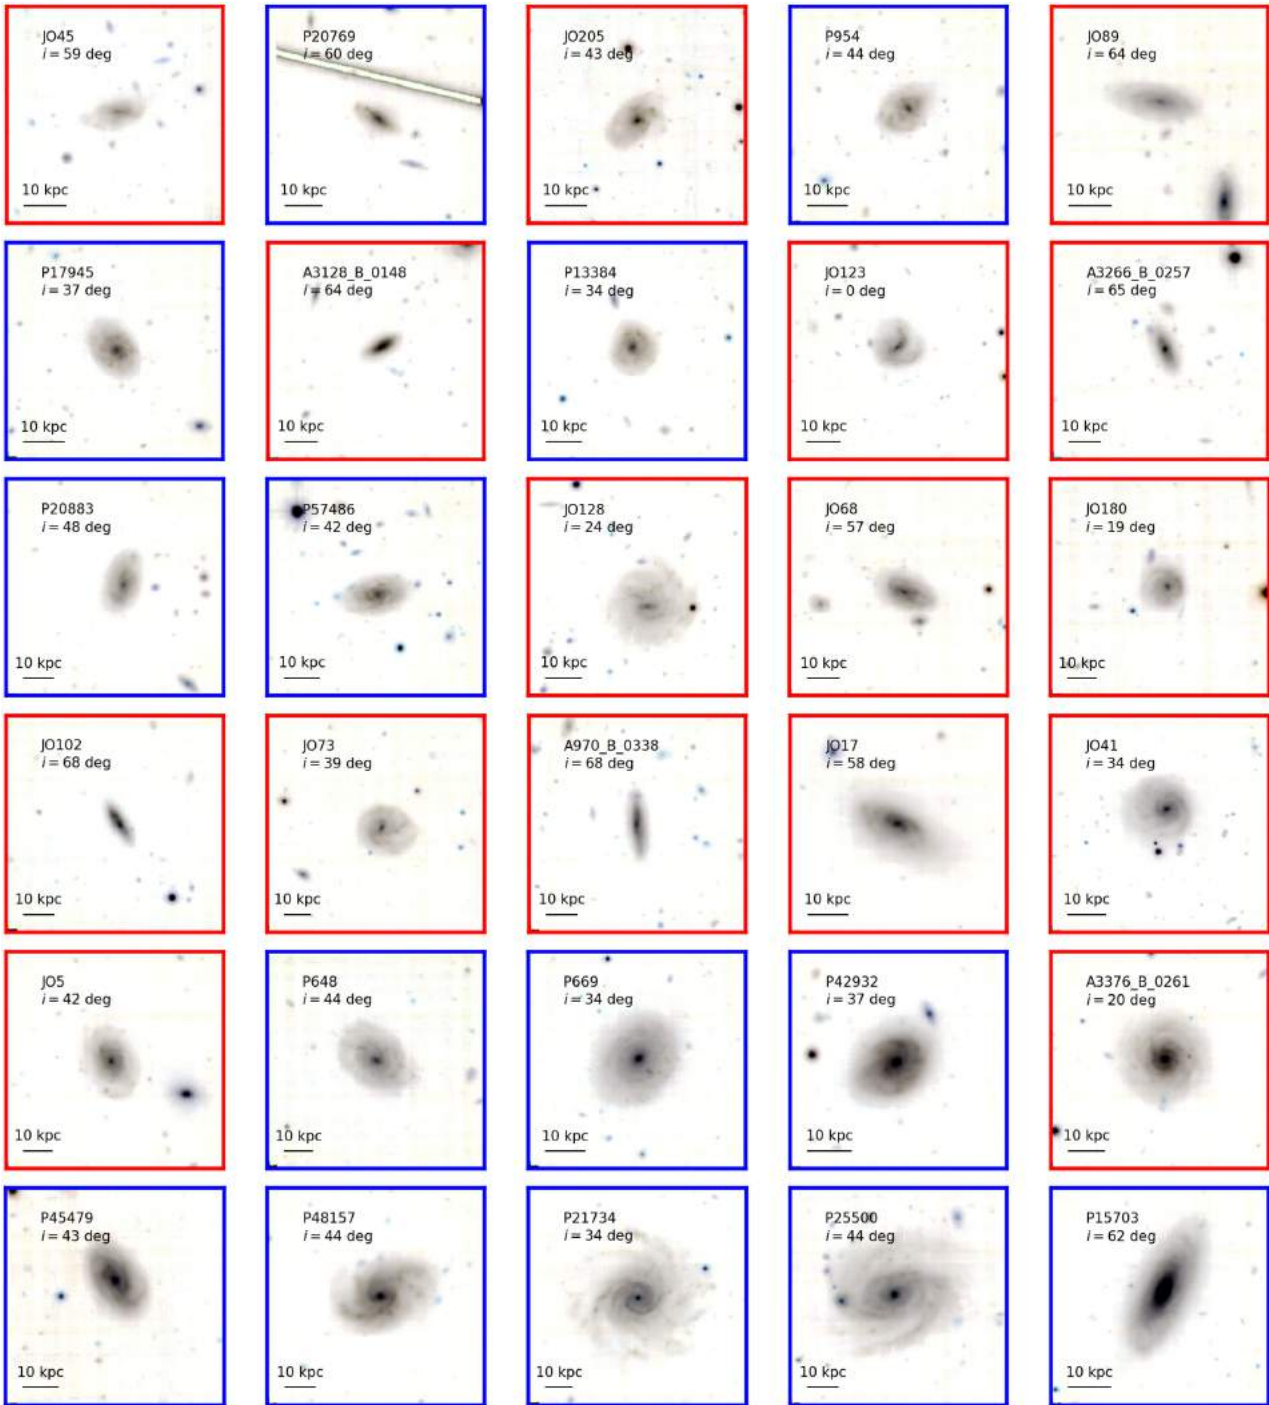 JO45
i = 59 deg
10 kpc
P20769
i = 60 deg
10 kpc
JO205
i = 43 deg
10 kpc
P954
i = 44 deg
10 kpc
JO89
i = 64 deg
10 kpc
P17945
i = 37 deg
10 kpc
A3128_B_0148
i = 64 deg
10 kpc
P13384
i = 34 deg
10 kpc
JO123
i = 0 deg
10 kpc
A3266_B_0257
i = 65 deg
10 kpc
P20883
i = 48 deg
10 kpc
P57486
i = 42 deg
10 kpc
JO128
i = 24 deg
10 kpc
JO68
i = 57 deg
10 kpc
JO180
i = 19 deg
10 kpc
JO102
i = 68 deg
10 kpc
JO73
i = 39 deg
10 kpc
A970_B_0338
i = 68 deg
10 kpc
JO17
i = 58 deg
10 kpc
JO41
i = 34 deg
10 kpc
JO5
i = 42 deg
10 kpc
P648
i = 44 deg
10 kpc
P669
i = 34 deg
10 kpc
P42932
i = 37 deg
10 kpc
A3376_B_0261
i = 20 deg
10 kpc
P45479
i = 43 deg
10 kpc
P48157
i = 44 deg
10 kpc
P21734
i = 34 deg
10 kpc
P25500
i = 44 deg
10 kpc
P15703
i = 62 deg
10 kpc